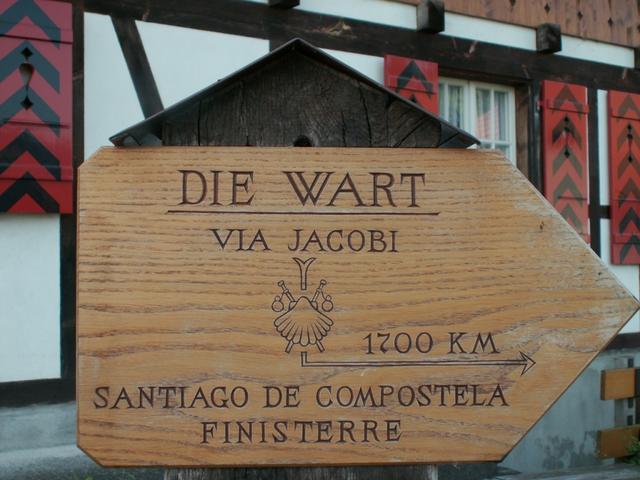 DIE WART
VIA JACOBI
1700 KM
SANTIAGO DE COMPOSTELA
FINISTERRE